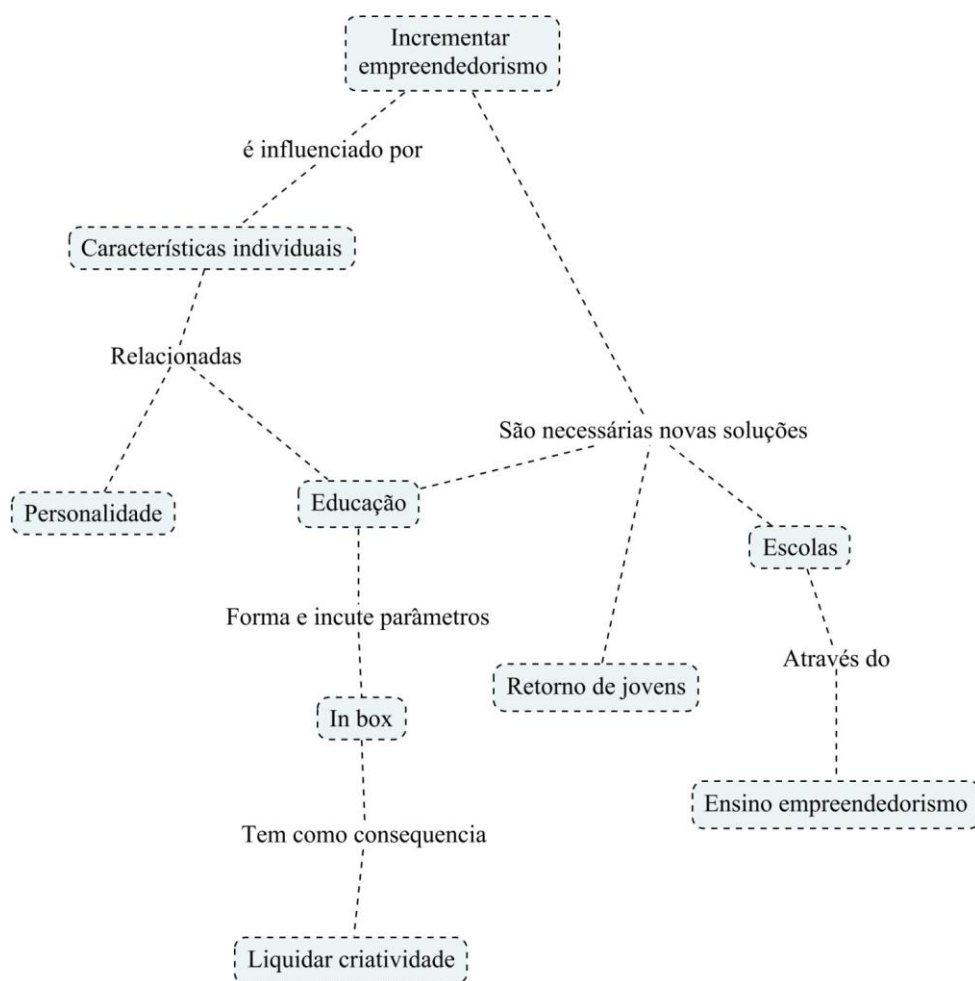 Incrementar
empreendedorismo
é influenciado por
Características individuais
Relacionadas
São necessárias novas soluções
Personalidade
Educação
Escolas
Forma e incute parâmetros
Através do
Retorno de jovens
In box
Ensino empreendedorismo
Tem como consequencia
Liquidar criatividade